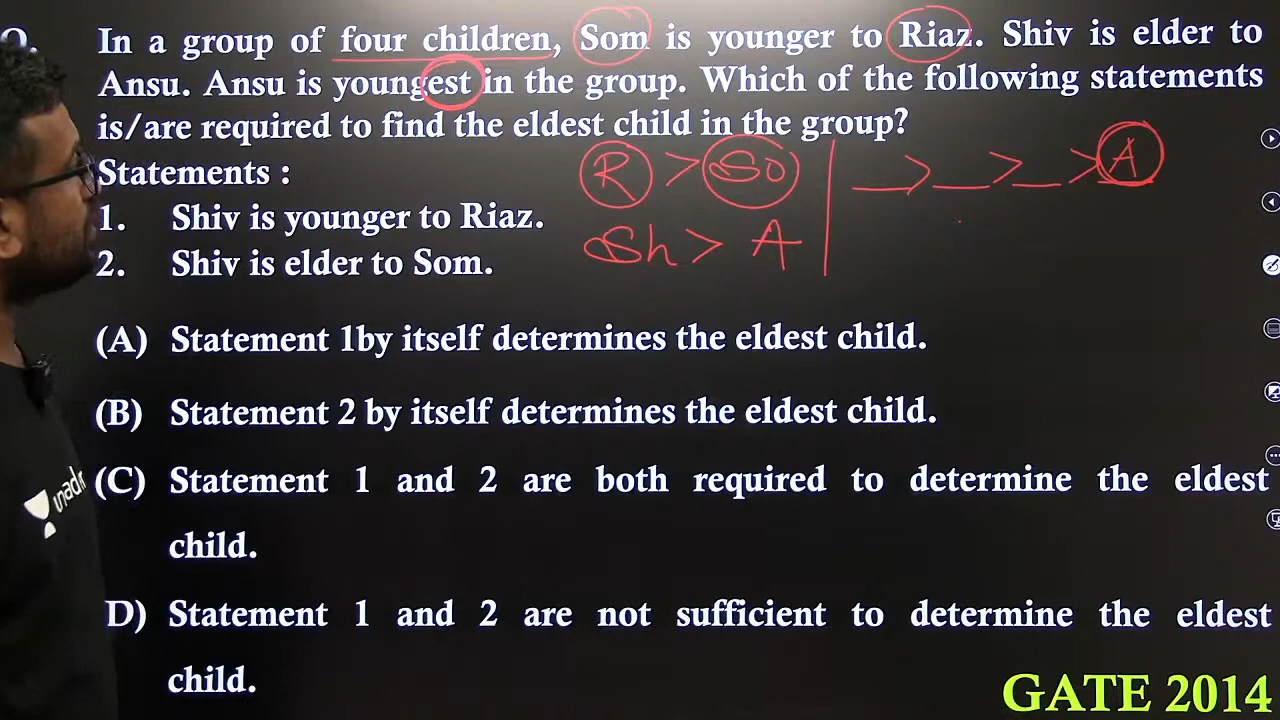 Q. In a group of four children, Som is younger to Riaz. Shiv is elder to
Ansu. Ansu is youngest in the group. Which of the following statements
is/are required to find the eldest child in the group?
Statements :
R > So
__>__>__>A
1. Shiv is younger to Riaz.
Sh > A
2. Shiv is elder to Som.
(A) Statement 1by itself determines the eldest child.
(B) Statement 2 by itself determines the eldest child.
(C) Statement 1 and 2 are both required to determine the eldest
child.
D) Statement 1 and 2 are not sufficient to determine the eldest
child.
GATE 2014